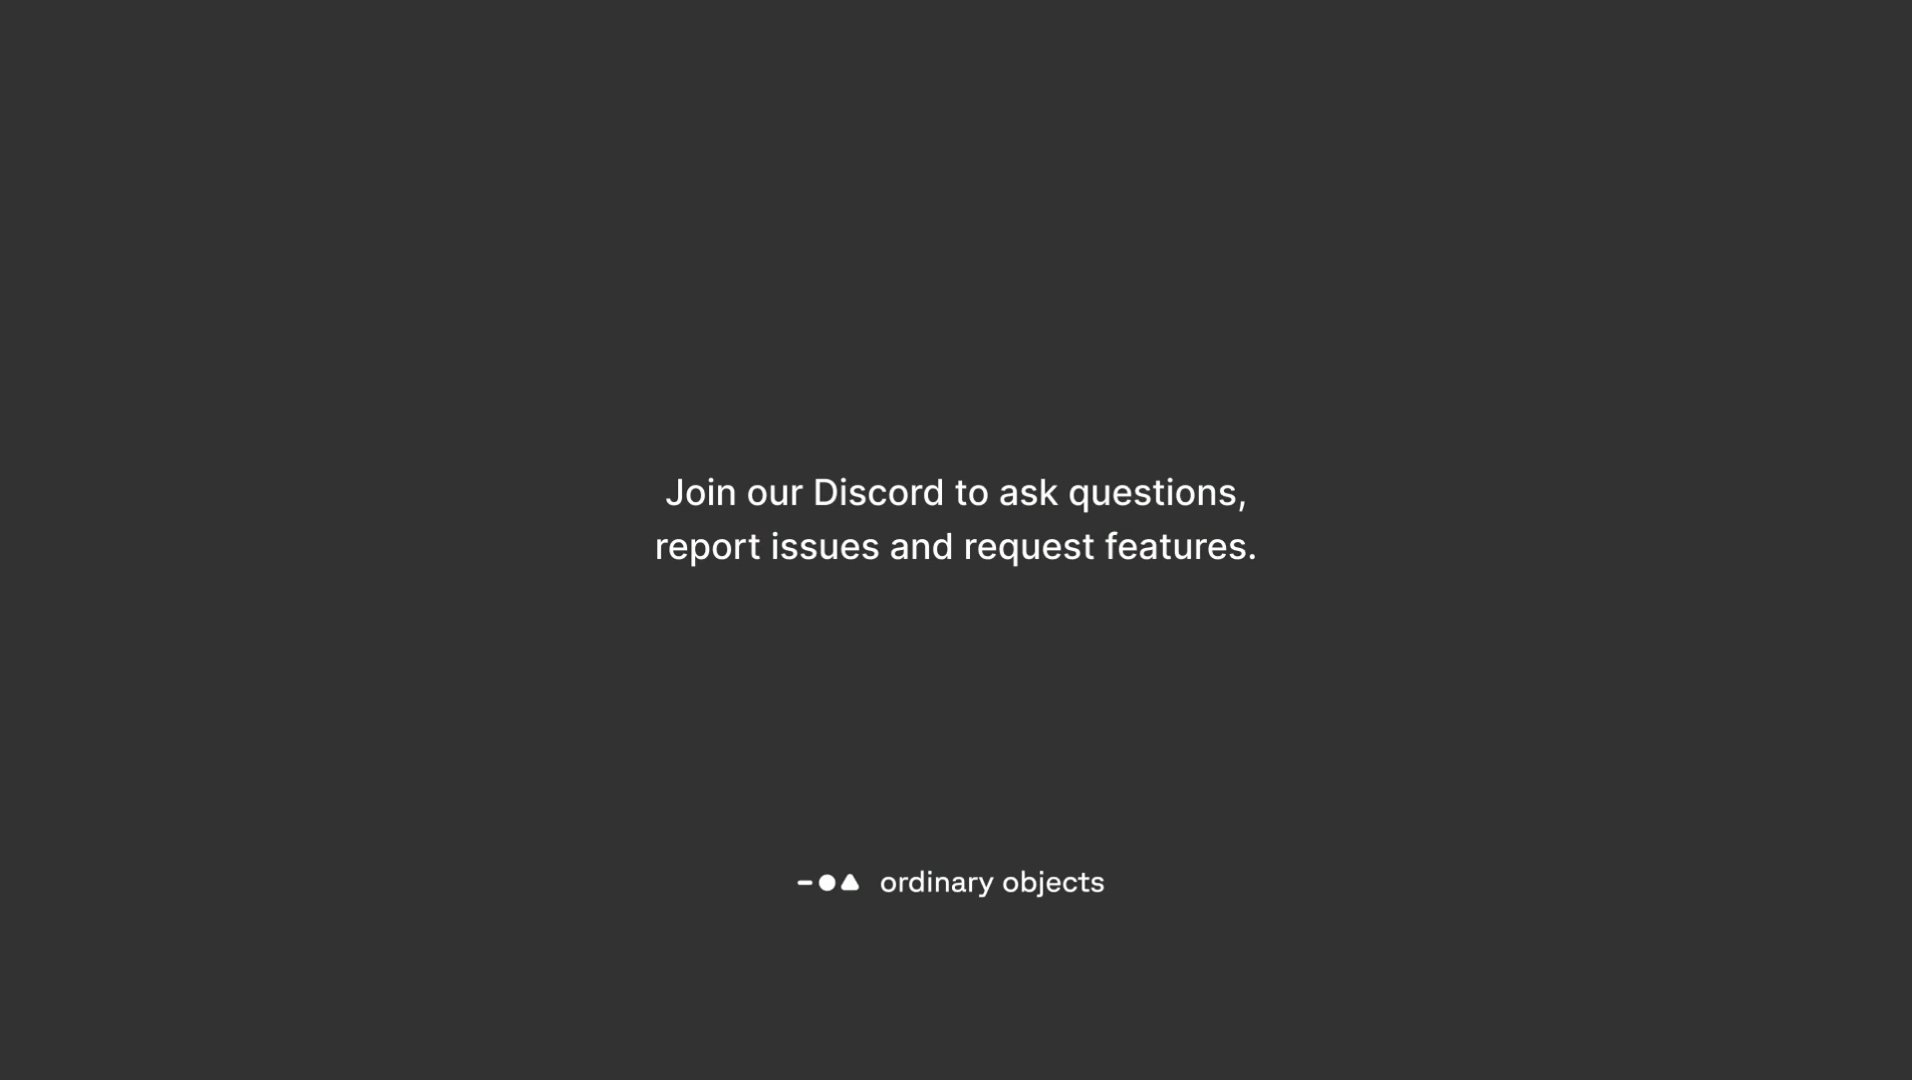 Join our Discord to ask questions,
report issues and request features.
ordinary objects